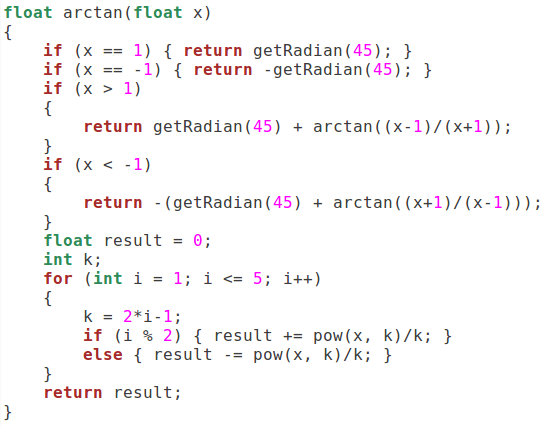 float arctan(float x)
{
    if (x == 1) { return getRadian(45); }
    if (x == -1) { return -getRadian(45); }
    if (x > 1)
    {
        return getRadian(45) + arctan((x-1)/(x+1));
    }
    if (x < -1)
    {
        return -(getRadian(45) + arctan((x+1)/(x-1)));
    }
    float result = 0;
    int k;
    for (int i = 1; i <= 5; i++)
    {
        k = 2*i-1;
        if (i % 2) { result += pow(x, k)/k; }
        else { result -= pow(x, k)/k; }
    }
    return result;
}